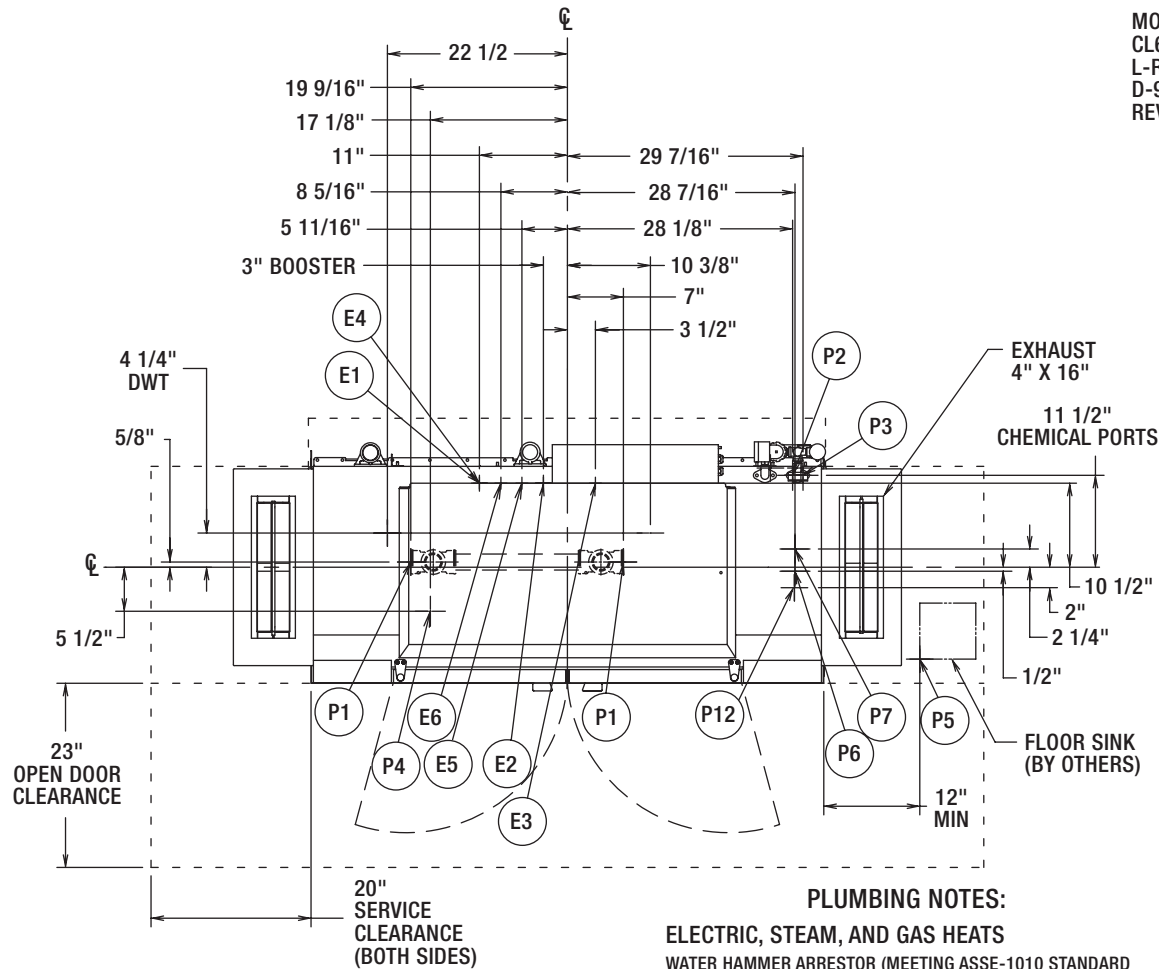 ℄
MO
CL6
L-F
D-9
REV
22 1/2
19 9/16"
17 1/8"
11"
29 7/16"
8 5/16"
28 7/16"
5 11/16"
28 1/8"
3" BOOSTER
10 3/8"
7"
3 1/2"
E4
E1
P2
P3
4 1/4"
DWT
5/8"
EXHAUST
4" X 16"
11 1/2"
CHEMICAL PORTS
℄
5 1/2"
10 1/2"
2"
2 1/4"
1/2"
P1
E6
P1
P12
P7
P5
P4
E5
E2
P6
E3
FLOOR SINK
(BY OTHERS)
23"
OPEN DOOR
CLEARANCE
12"
MIN
20"
SERVICE
CLEARANCE
(BOTH SIDES)
PLUMBING NOTES:
ELECTRIC, STEAM, AND GAS HEATS
WATER HAMMER ARRESTOR (MEETING ASSE-1010 STANDARD